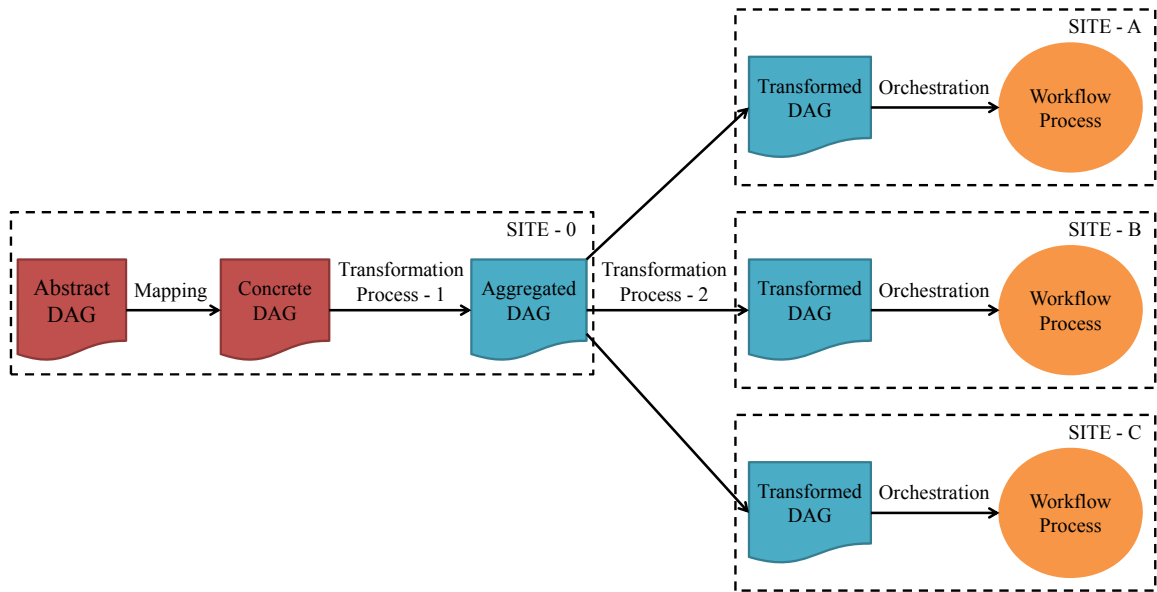 SITE - A
Transformed
DAG
Orchestration
Workflow
Process
SITE - 0
Abstract
DAG
Mapping
Concrete
DAG
Transformation
Process - 1
Aggregated
DAG
Transformation
Process - 2
SITE - B
Transformed
DAG
Orchestration
Workflow
Process
SITE - C
Transformed
DAG
Orchestration
Workflow
Process